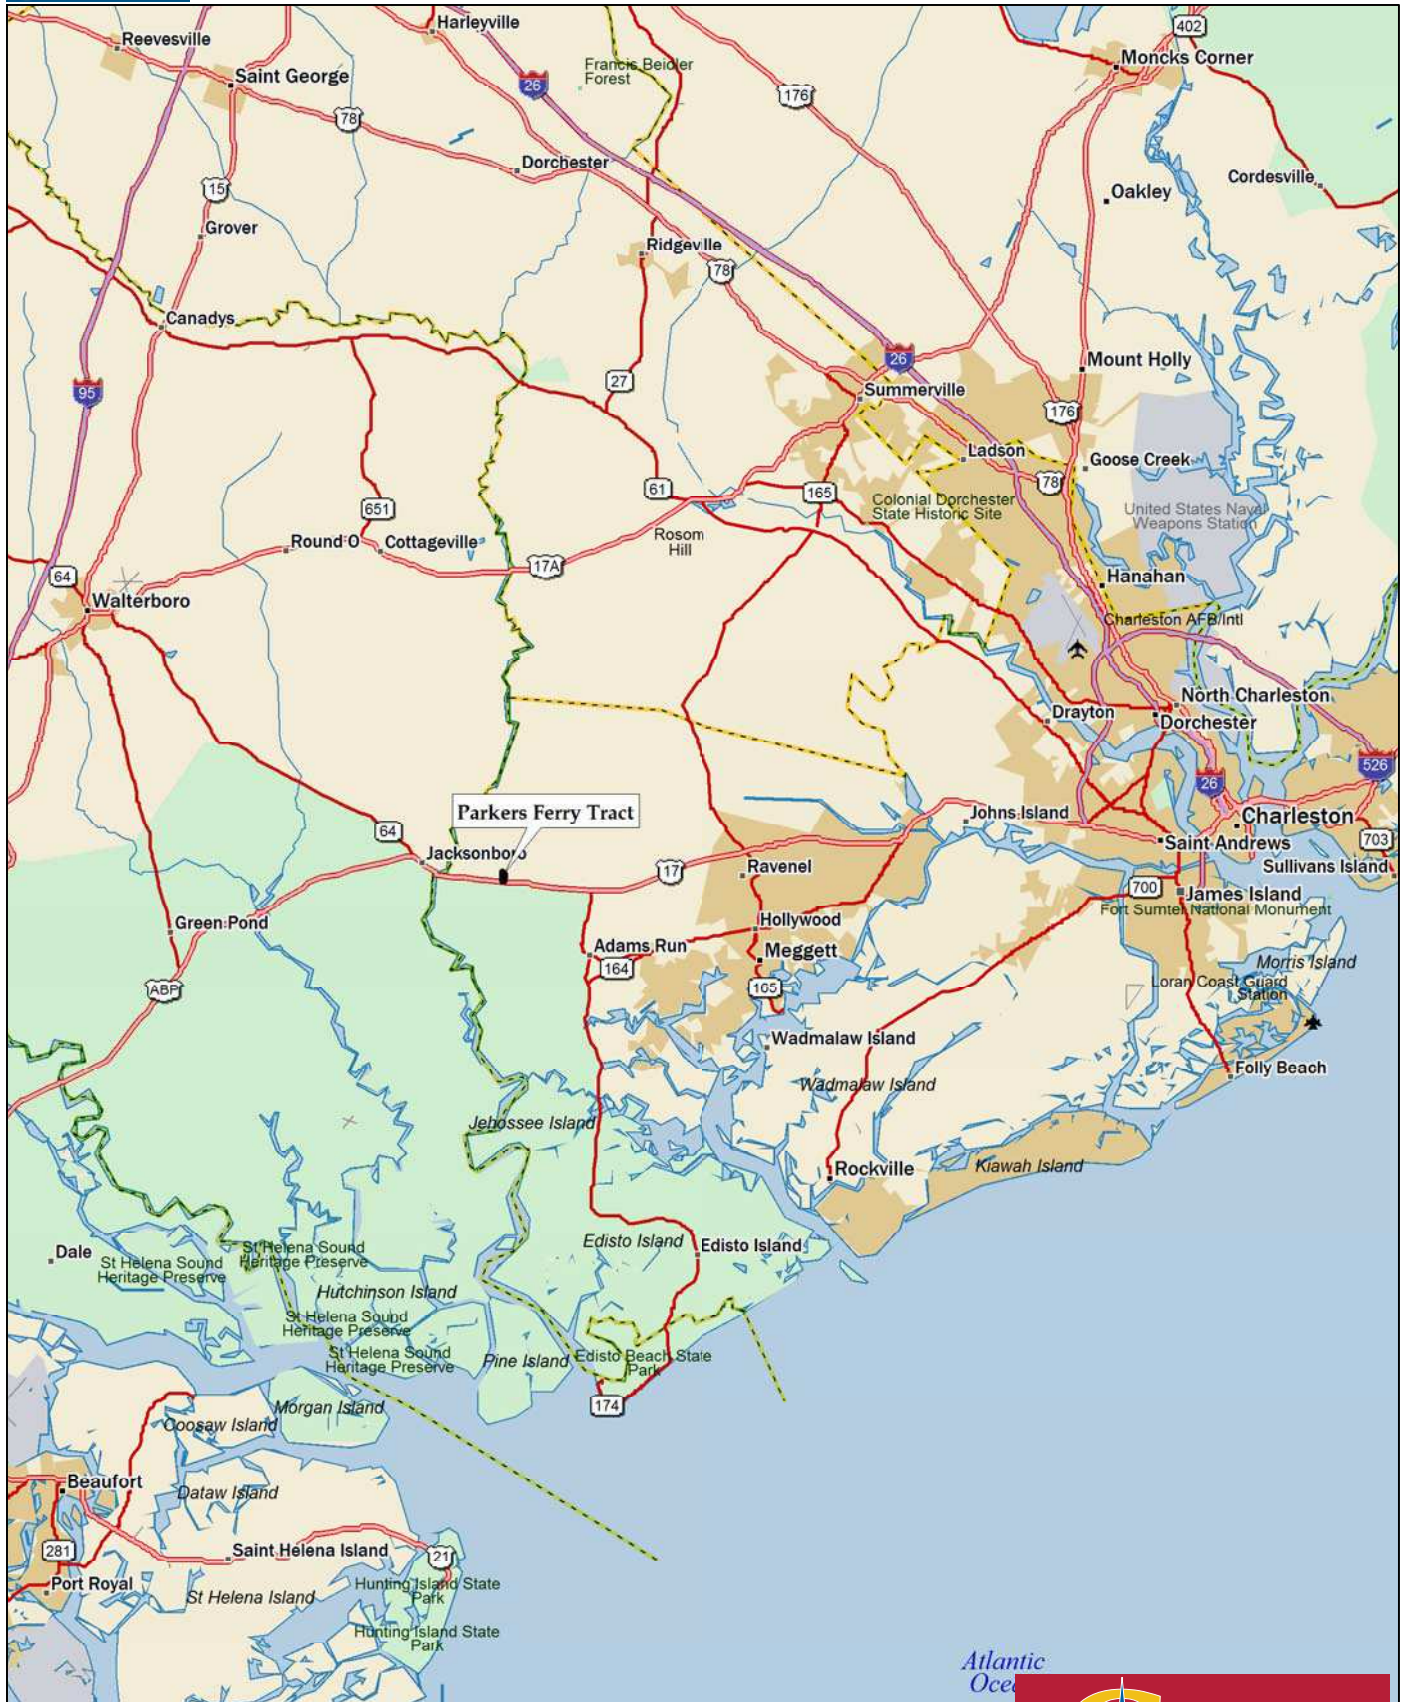 402
Harleyville
Reevesville
Francis Beidler
Forest
Moncks Corner
Saint George
26
176
78
Dorchester
Cordesville
15
Oakley
Grover
Ridgeville
78
Canadys
26
Mount Holly
27
95
Summerville
176
Ladson
Goose Creek
78
61
165
Colonial Dorchester
State Historic Site
651
United States Naval
Weapons Station
Round O
Cottageville
Rosom
Hill
17A
64
Hanahan
Walterboro
Charleston AFB/Intl
North Charleston
Drayton
Dorchester
526
26
Parkers Ferry Tract
Johns Island
Charleston
64
703
Jacksonboro
Saint Andrews
17
Ravenel
Sullivans Island
700
James Island
Fort Sumter National Monument
Green Pond
Hollywood
Adams Run
Meggett
164
Morris Island
ABP
165
Loran Coast Guard
Station
Wadmalaw Island
Folly Beach
Wadmalaw Island
Jehossee Island
Rockville
Kiawah Island
Edisto Island
Edisto Island
Dale
St Helena Sound
Heritage Preserve
St Helena Sound
Heritage Preserve
Hutchinson Island
St Helena Sound
Heritage Preserve
St Helena Sound
Heritage Preserve
Pine Island
Edisto Beach State
Park
174
Morgan Island
Coosaw Island
Beaufort
Dataw Island
281
Saint Helena Island
21
Port Royal
St Helena Island
Hunting Island State
Park
Hunting Island State
Park
Atlantic